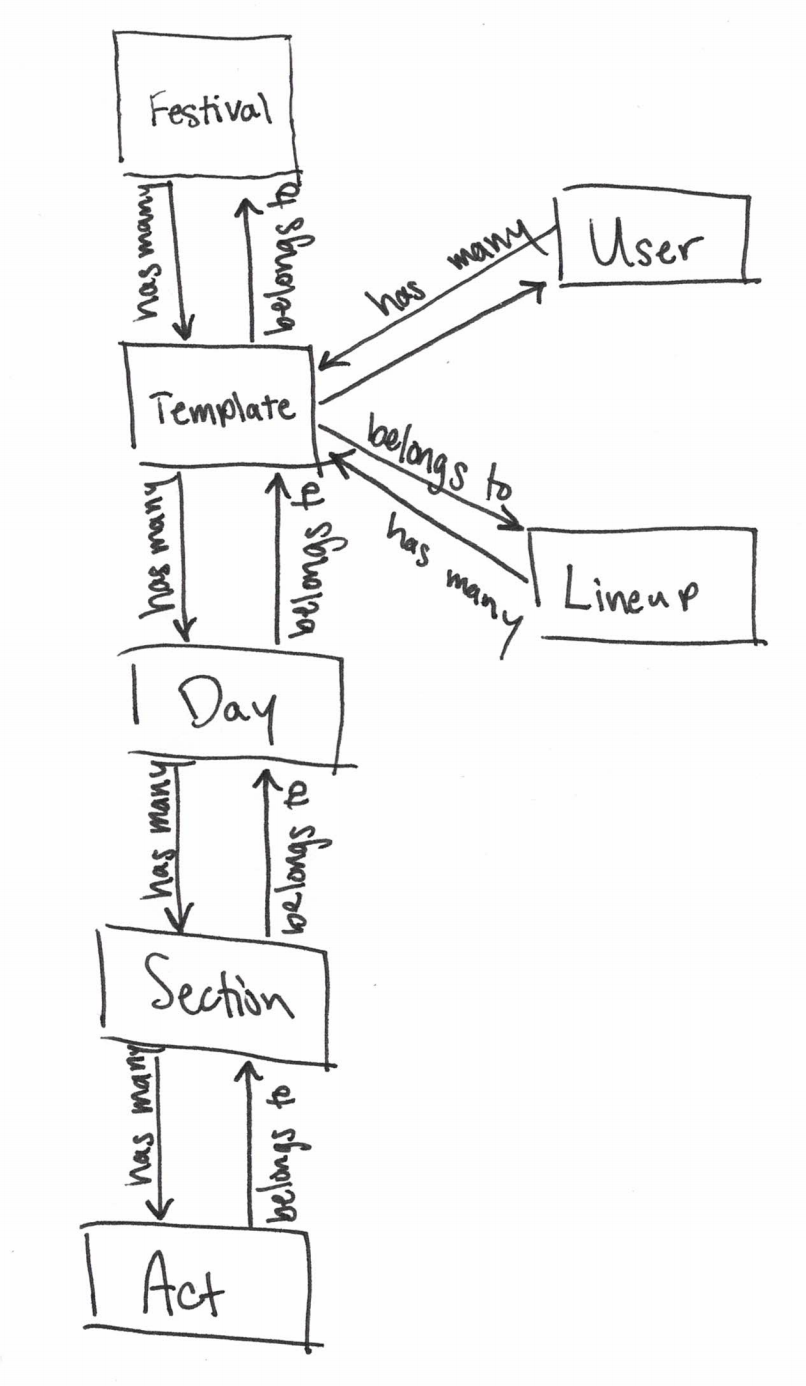 Festival
has many
belongs to
User
has many
Template
belongs to
has many
Lineup
has many
belongs to
Day
has many
belongs to
Section
has many
belongs to
Act